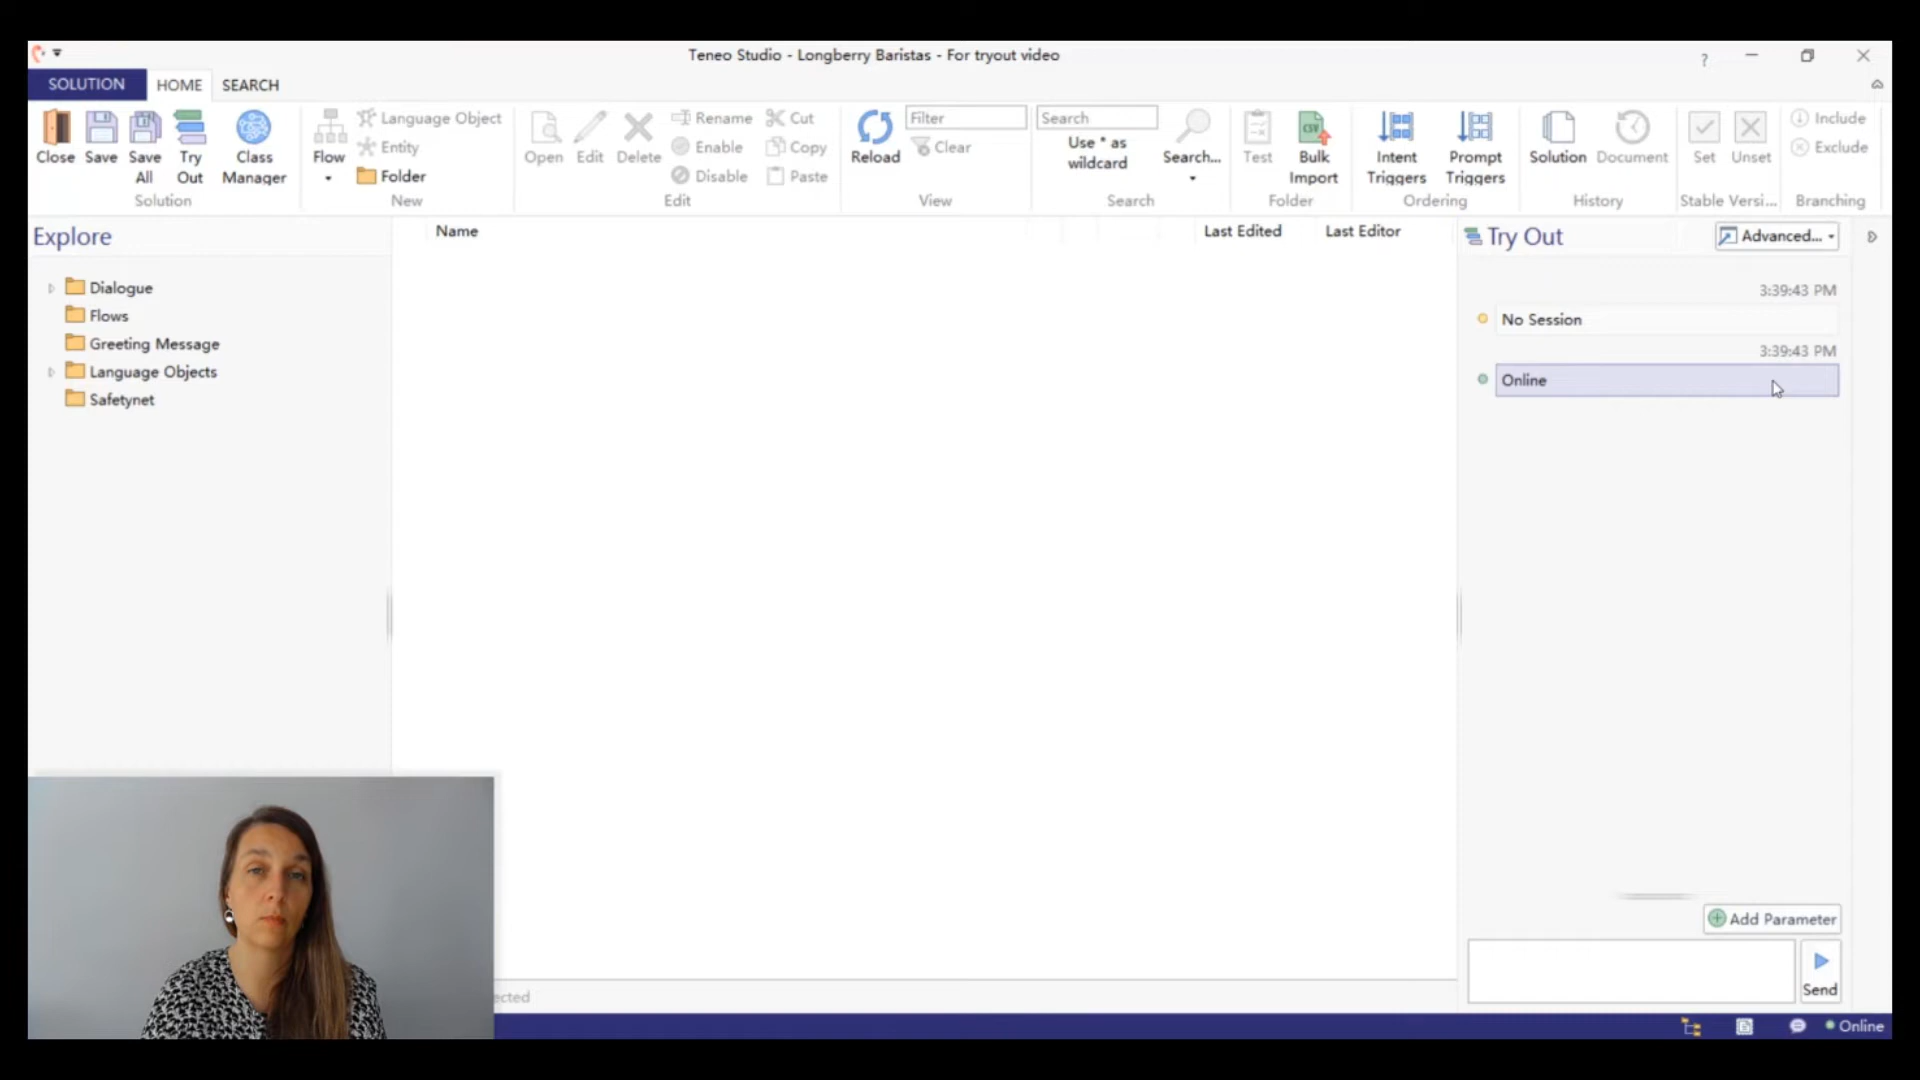 Teneo Studio - Longberry Baristas - For tryout video
?
SOLUTION HOME SEARCH
Close
Save
Save All
Try Out
Class Manager
Solution
Flow
Language Object
Entity
Folder
New
Open
Edit
Delete
Rename
Enable
Disable
Cut
Copy
Paste
Edit
Reload
Filter
Clear
View
Search
Use * as wildcard
Search...
Search
Test
CSV
Bulk Import
Folder
Intent Triggers
Prompt Triggers
Ordering
Solution
Document
History
Set
Unset
Stable Versi...
Include
Exclude
Branching
Explore
Dialogue
Flows
Greeting Message
Language Objects
Safetynet
Name
Last Edited
Last Editor
Try Out
Advanced...
3:39:43 PM
No Session
3:39:43 PM
Online
Add Parameter
Send
ected
Online